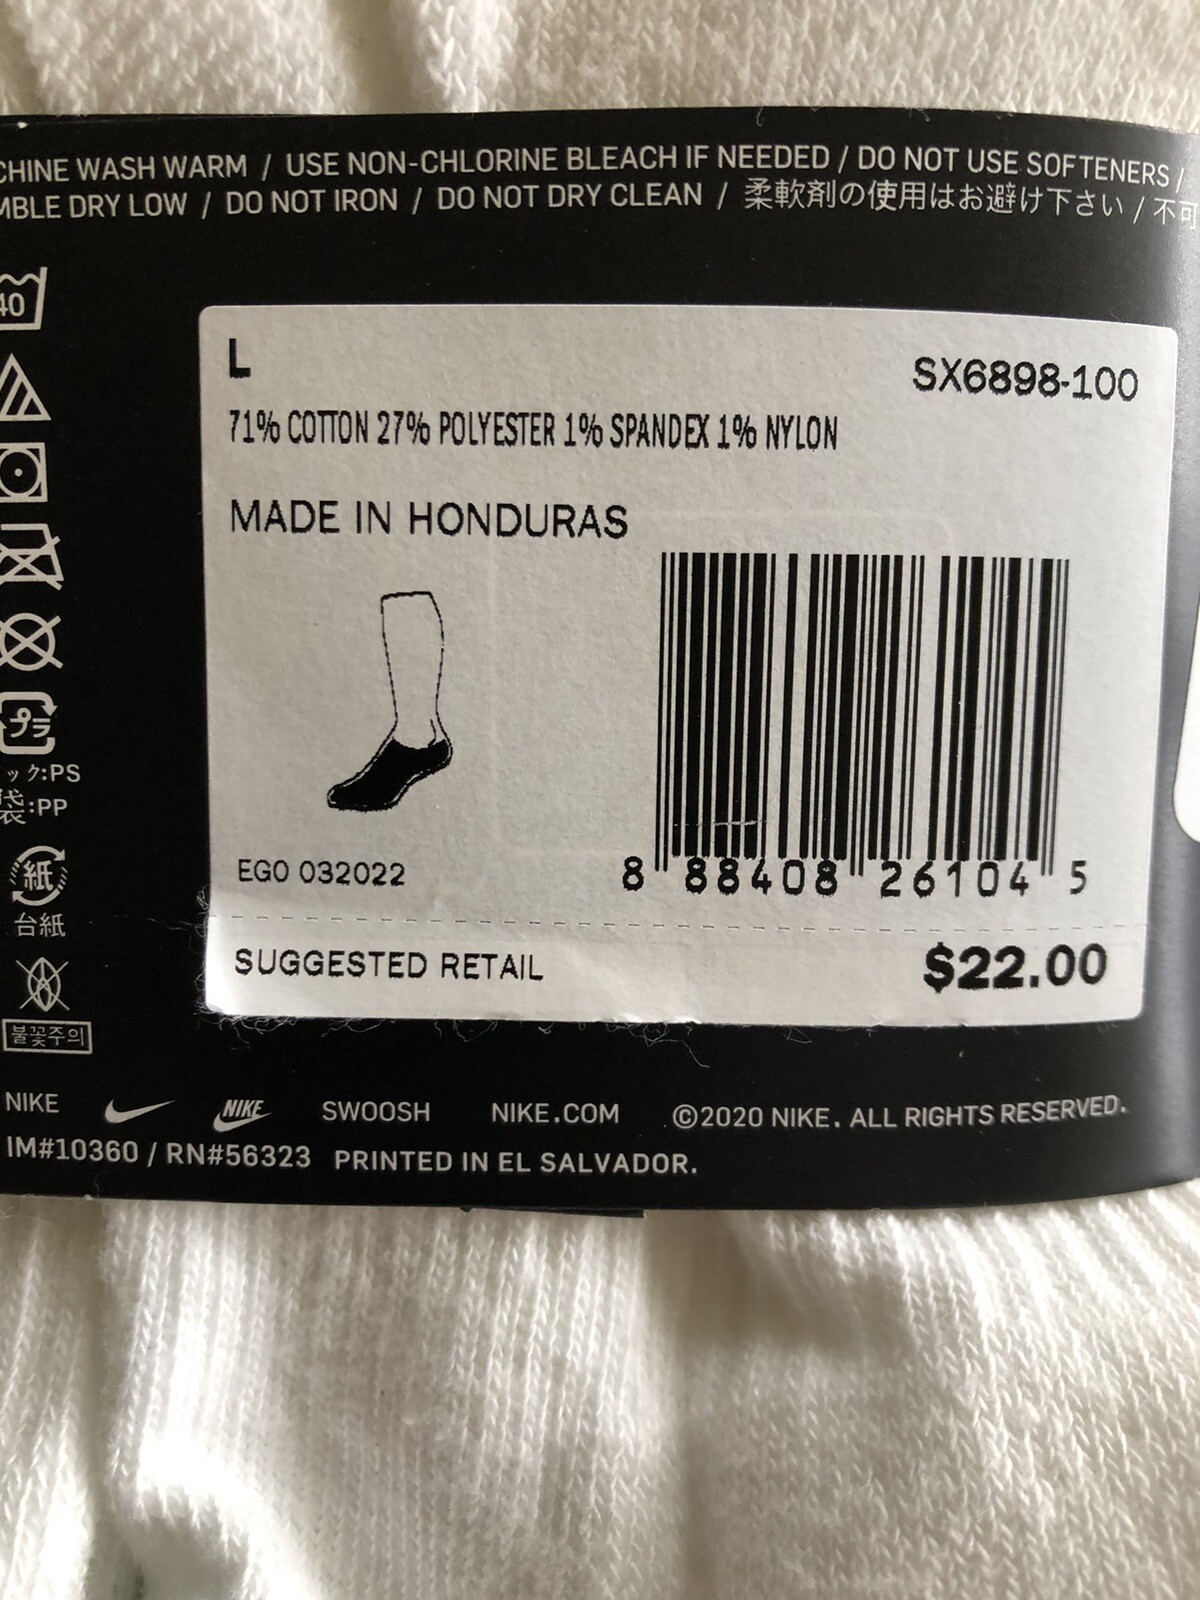 CHINE WASH WARM / USE NON-CHLORINE BLEACH IF NEEDED / DO NOT USE SOFTENERS /
MBLE DRY LOW / DO NOT IRON / DO NOT DRY CLEAN / 柔軟剤の使用はお避け下さい / 不可
40
L
SX6898-100
71% COTTON 27% POLYESTER 1% SPANDEX 1% NYLON
MADE IN HONDURAS
プラ
ック:PS
袋:PP
紙
台紙
불꽃주의
EGO 032022
8 88408 26104 5
SUGGESTED RETAIL
$22.00
NIKE NIKE SWOOSH NIKE.COM ©2020 NIKE. ALL RIGHTS RESERVED.
IM#10360 / RN#56323 PRINTED IN EL SALVADOR.